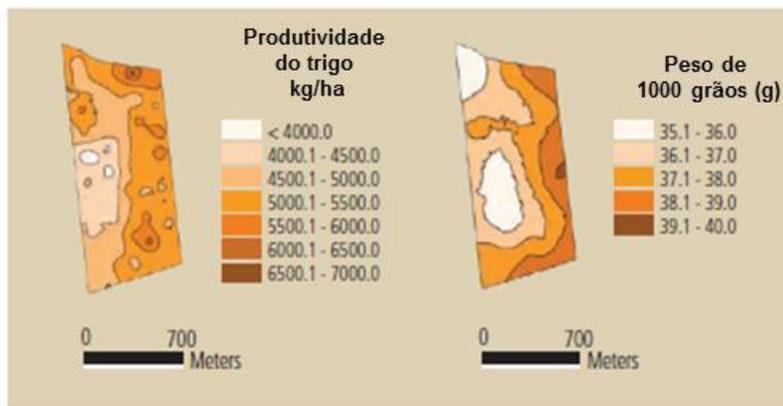 Produtividade
do trigo
kg/ha
< 4000.0
4000.1 - 4500.0
4500.1 - 5000.0
5000.1 - 5500.0
5500.1 - 6000.0
6000.1 - 6500.0
6500.1 - 7000.0
0 700
Meters
Peso de
1000 grãos (g)
35.1 - 36.0
36.1 - 37.0
37.1 - 38.0
38.1 - 39.0
39.1 - 40.0
0 700
Meters